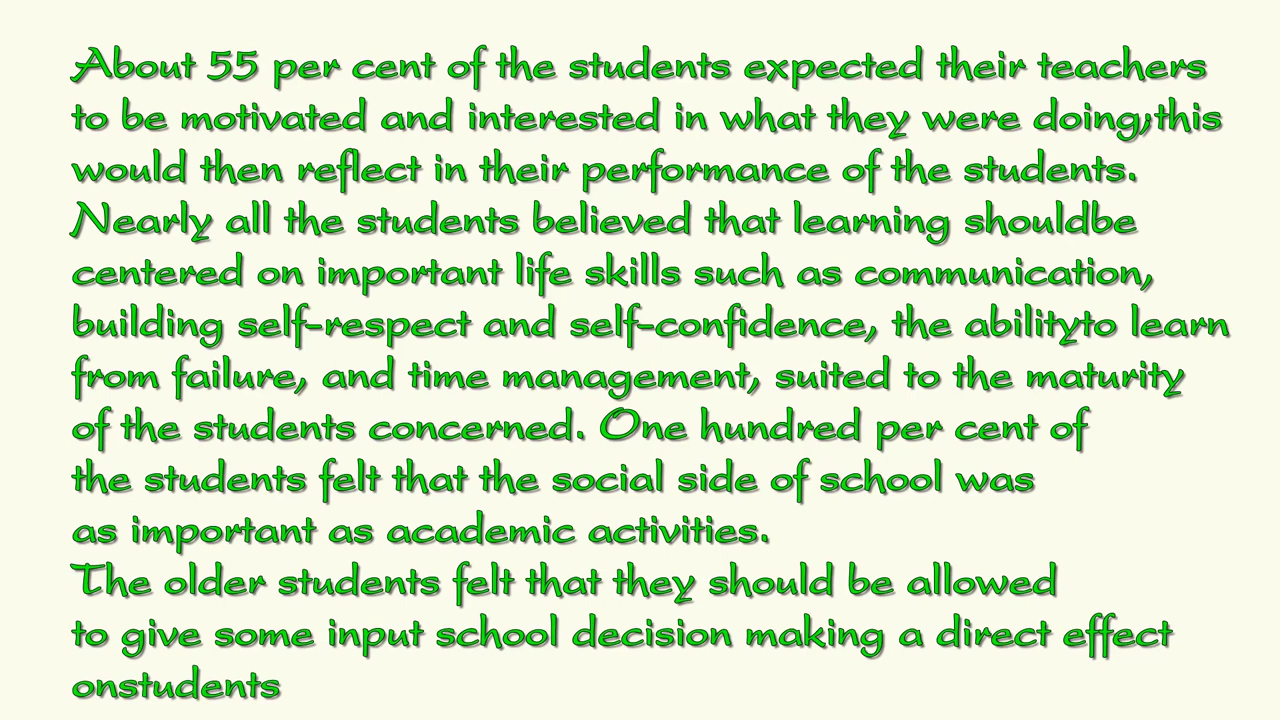 About 55 per cent of the students expected their teachers
to be motivated and interested in what they were doing;this
would then reflect in their performance of the students.
Nearly all the students believed that learning shouldbe
centered on important life skills such as communication,
building self-respect and self-confidence, the abilityto learn
from failure, and time management, suited to the maturity
of the students concerned. One hundred per cent of
the students felt that the social side of school was
as important as academic activities.
The older students felt that they should be allowed
to give some input school decision making a direct effect
onstudents